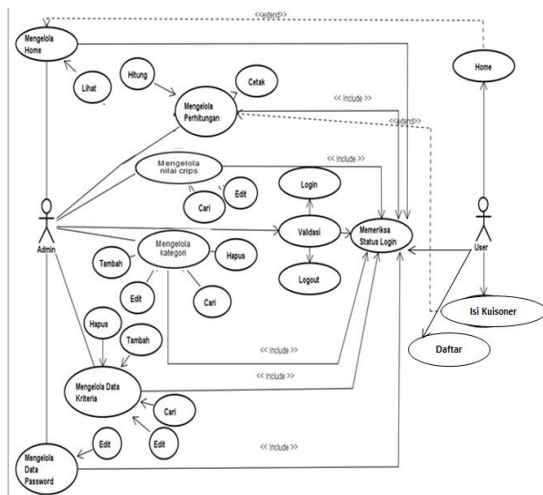 <<extend>>
Mengelola
Home
Home
Lihat
Hitung
Cetak
Mengelola
Perhitungan
<< Include >>
<<extend>>
Mengelola
nilai crips
<< Include >>
Cari
Edit
Login
Admin
Validasi
Memeriksa
Status Login
User
Mengelola
kategori
Tambah
Hapus
Edit
Cari
Logout
Isi Kuisoner
Daftar
Hapus
Tambah
<< Include >>
Mengelola Data
Kriteria
<< Include >>
Cari
Edit
Edit
Mengelola
Data
Password
<< Include >>